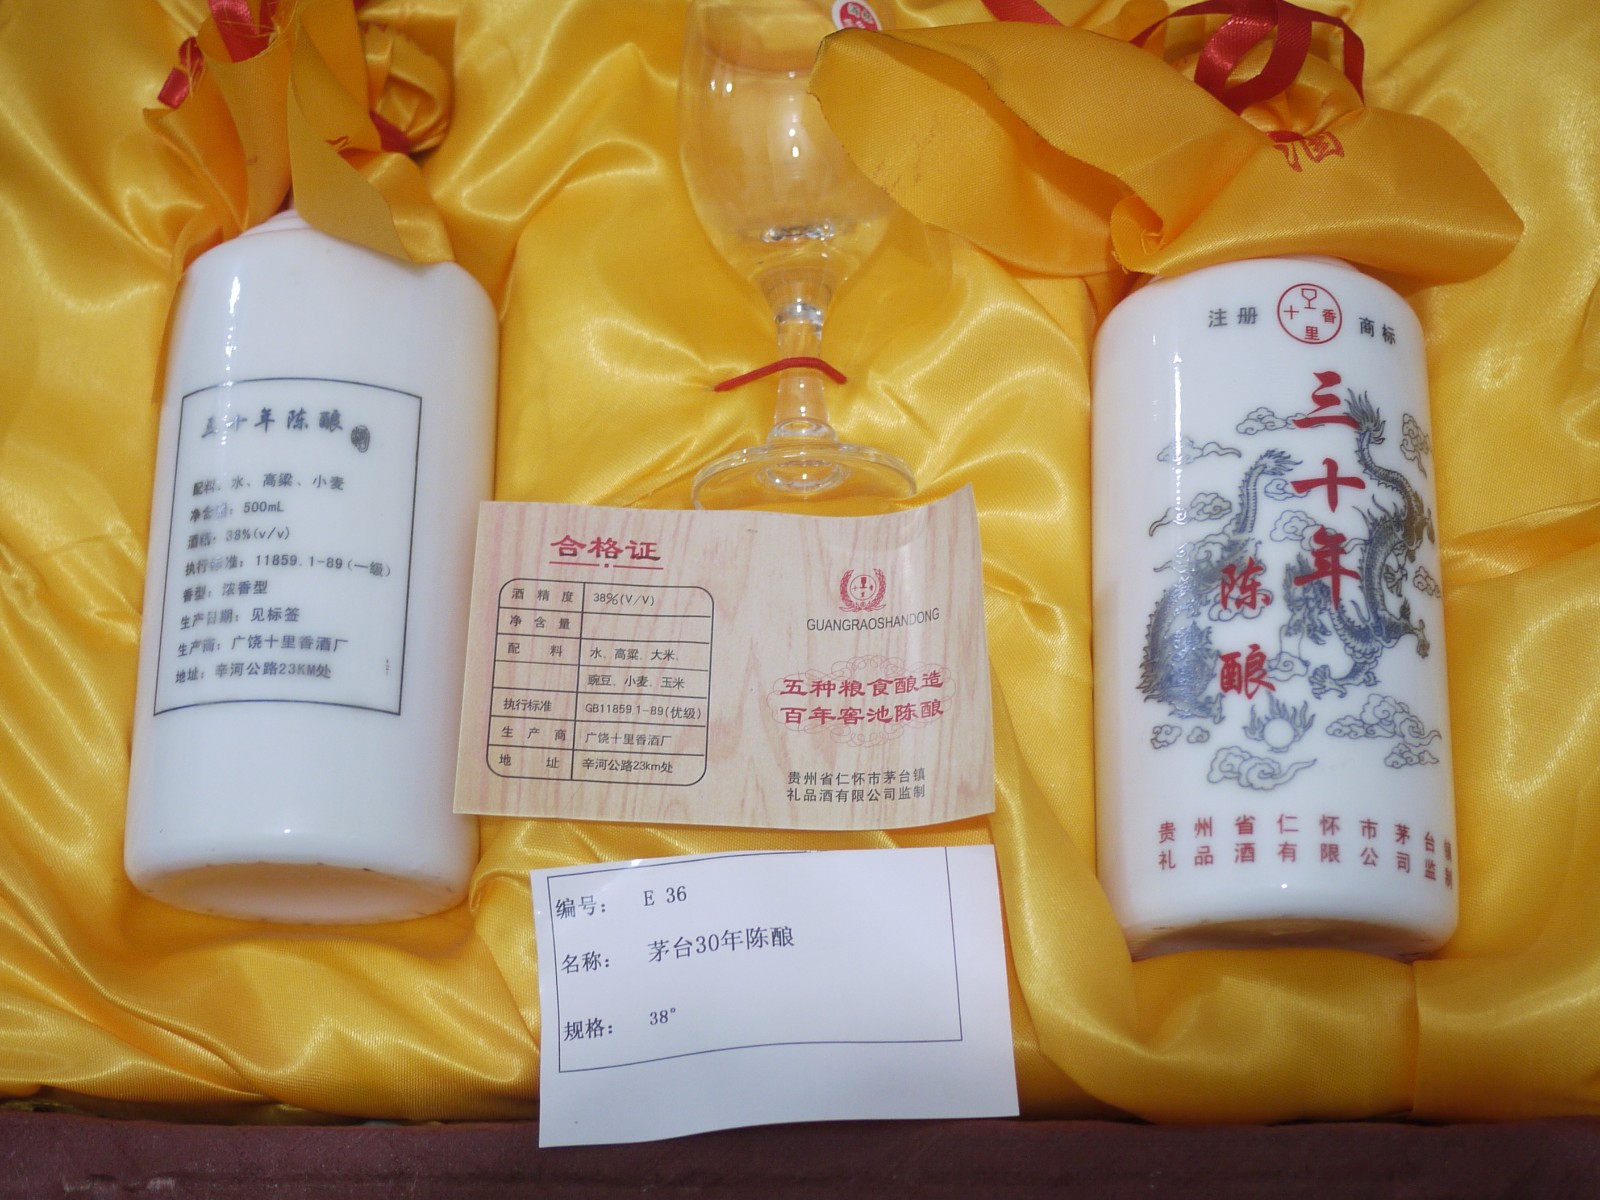 三十年陈酿
配料、水、高粱、小麦
净含量：500mL
酒精：38%(v/v)
执行标准：11859.1-89(一级)
香型：浓香型
生产日期：见标签
生产商：广饶十里香酒厂
地址：辛河公路23KM处
合格证
酒精度 38%(V/V)
净含量
配料 水、高粱、大米、
豌豆、小麦、玉米
执行标准 GB11859.1-89(优级)
生产商 广饶十里香酒厂
地址 辛河公路23km处
GUANGRAOSHANDONG
五种粮食酿造
百年窖池陈酿
贵州省仁怀市茅台镇
礼品酒有限公司监制
编号： E 36
名称： 茅台30年陈酿
规格： 38°
注册 十里香 商标
三十年
陈酿
贵州省仁怀市茅台镇
礼品酒有限公司监制